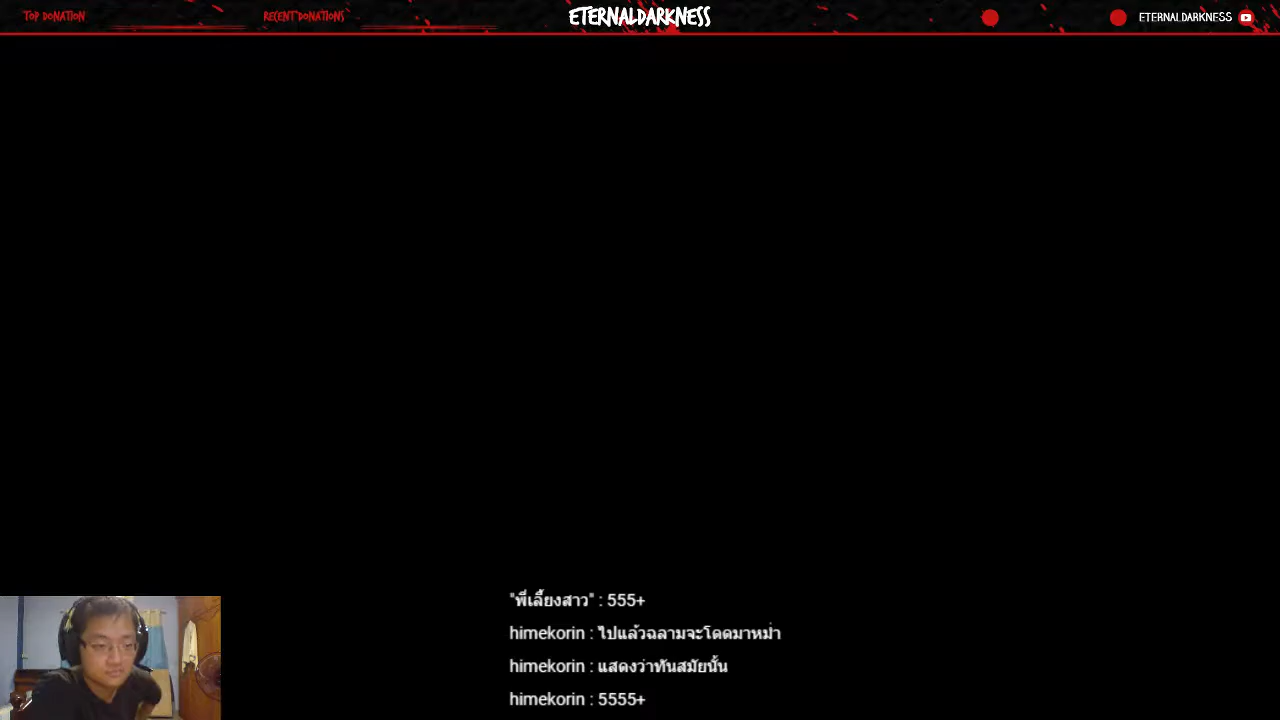 TOP DONATION
RECENT DONATIONS
ETERNALDARKNESS
ETERNALDARKNESS
"พี่เลี้ยงสาว" : 555+
himekorin : ไปแล้วฉลามจะโดดมาหม่ำ
himekorin : แสดงว่าทันสมัยนั้น
himekorin : 5555+